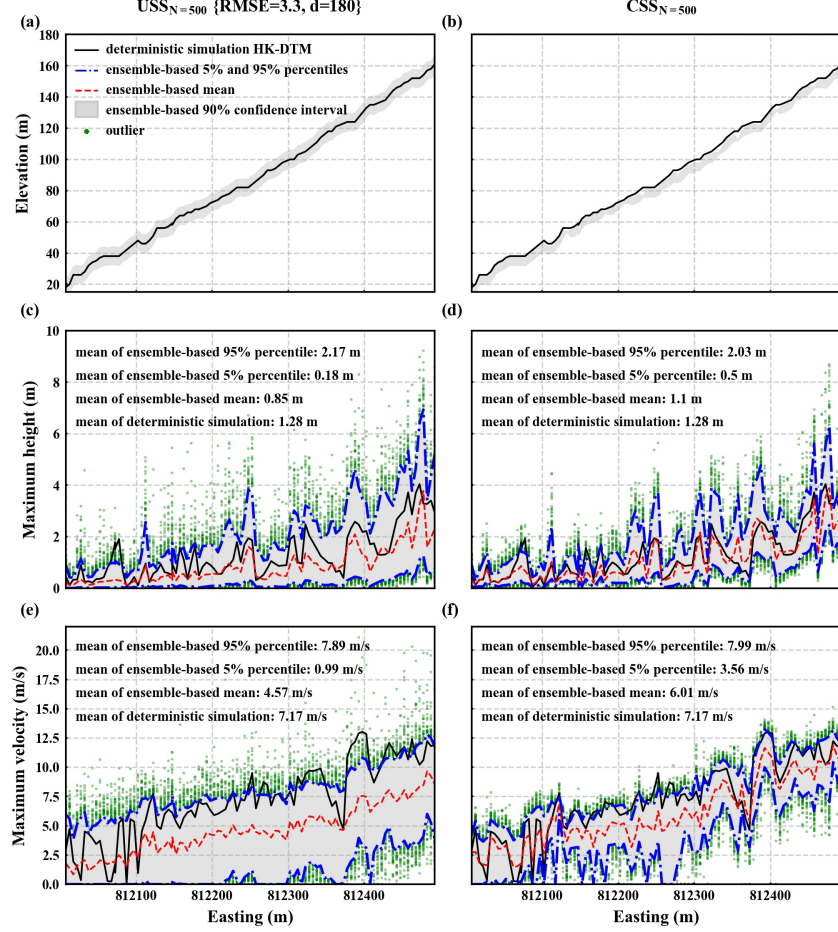 USS_N=500 {RMSE=3.3, d=180}
CSS_N=500
(a)
(b)
180
160
140
120
100
80
60
40
20
Elevation (m)
deterministic simulation HK-DTM
ensemble-based 5% and 95% percentiles
ensemble-based mean
ensemble-based 90% confidence interval
outlier
(c)
(d)
10
8
6
4
2
0
Maximum height (m)
mean of ensemble-based 95% percentile: 2.17 m
mean of ensemble-based 5% percentile: 0.18 m
mean of ensemble-based mean: 0.85 m
mean of deterministic simulation: 1.28 m
mean of ensemble-based 95% percentile: 2.03 m
mean of ensemble-based 5% percentile: 0.5 m
mean of ensemble-based mean: 1.1 m
mean of deterministic simulation: 1.28 m
(e)
(f)
20.0
17.5
15.0
12.5
10.0
7.5
5.0
2.5
0.0
Maximum velocity (m/s)
mean of ensemble-based 95% percentile: 7.89 m/s
mean of ensemble-based 5% percentile: 0.99 m/s
mean of ensemble-based mean: 4.57 m/s
mean of deterministic simulation: 7.17 m/s
mean of ensemble-based 95% percentile: 7.99 m/s
mean of ensemble-based 5% percentile: 3.56 m/s
mean of ensemble-based mean: 6.01 m/s
mean of deterministic simulation: 7.17 m/s
812100 812200 812300 812400
812100 812200 812300 812400
Easting (m)
Easting (m)